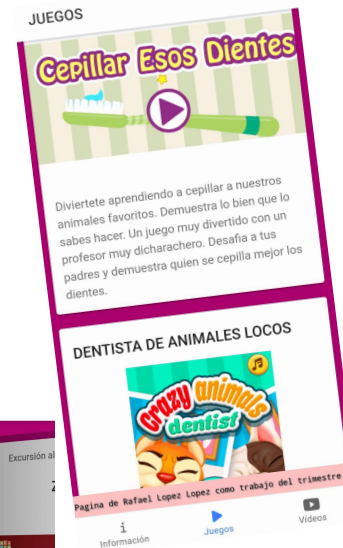 JUEGOS
Cepillar Esos Dientes
Diviertete aprendiendo a cepillar a nuestros
animales favoritos. Demuestra lo bien que lo
sabes hacer. Un juego muy divertido con un
profesor muy dicharachero. Desafia a tus
padres y demuestra quien se cepilla mejor los
dientes.
DENTISTA DE ANIMALES LOCOS
crazy animals
dentist
Pagina de Rafael Lopez Lopez como trabajo del trimestre
Información
Juegos
Vídeos
Excursión al